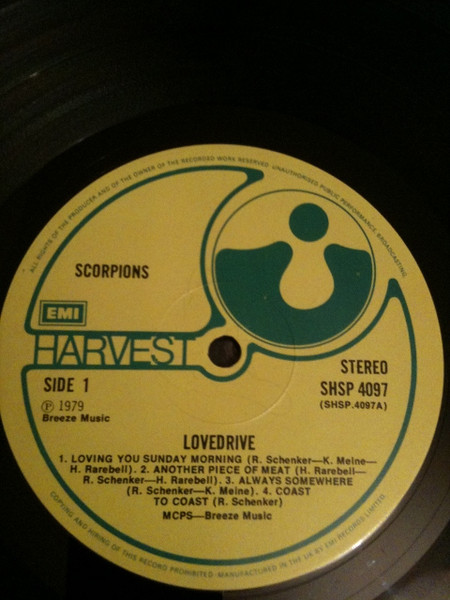 ALL RIGHTS OF THE PRODUCER AND OF THE OWNER OF THE RECORDED WORK RESERVED·UNAUTHORISED PUBLIC PERFORMANCE, BROADCASTING,
SCORPIONS
EMI
HARVEST
SIDE 1
Ⓟ 1979
Breeze Music
STEREO
SHSP 4097
(SHSP.4097A)
LOVEDRIVE
1. LOVING YOU SUNDAY MORNING (R. Schenker—K. Meine—
H. Rarebell). 2. ANOTHER PIECE OF MEAT (H. Rarebell—
R. Schenker—H. Rarebell). 3. ALWAYS SOMEWHERE
(R. Schenker—K. Meine). 4. COAST
TO COAST (R. Schenker)
MCPS—Breeze Music
COPYING AND HIRING OF THIS RECORD PROHIBITED·MANUFACTURED IN THE UK BY EMI RECORDS LIMITED